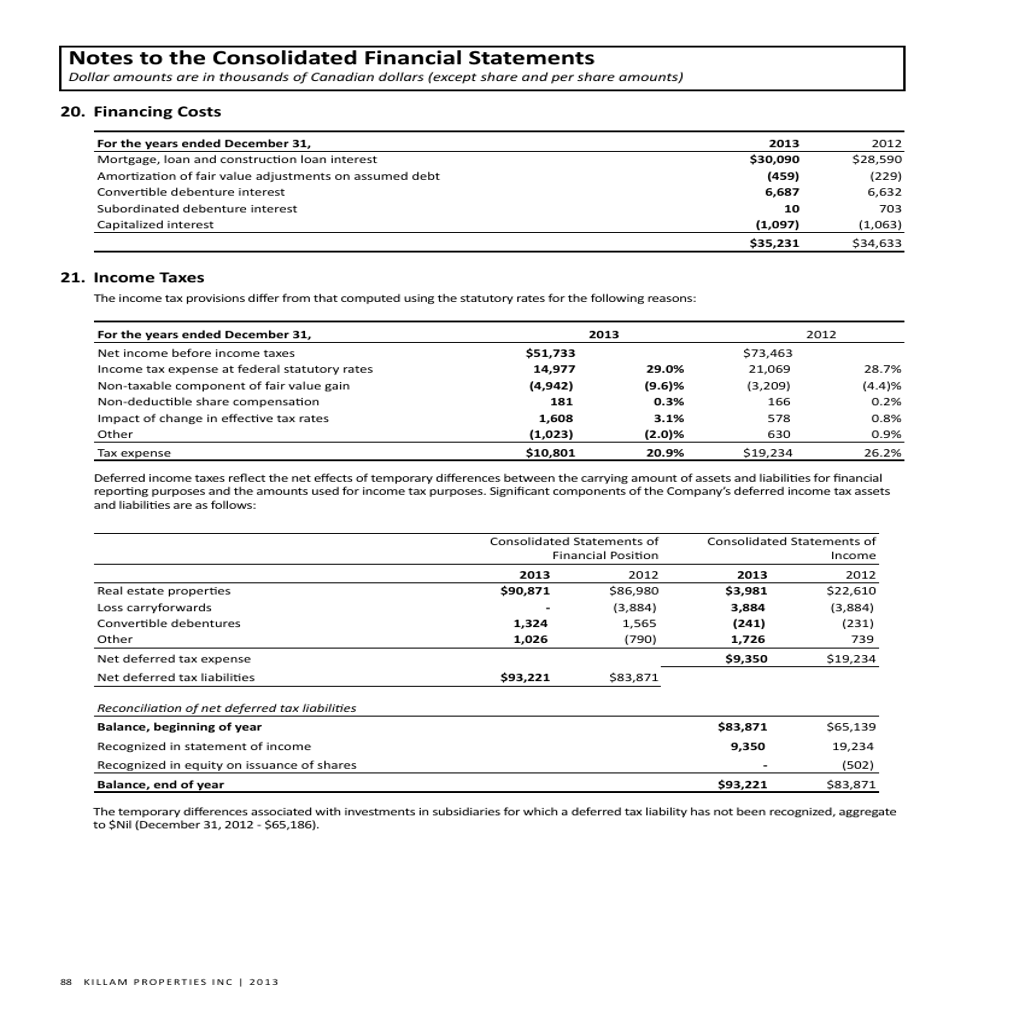 Notes to the Consolidated Financial Statements
Dollar amounts are in thousands of Canadian dollars (except share and per share amounts)
20. Financing Costs
For the years ended December 31, 2013 2012
Mortgage, loan and construction loan interest $30,090 $28,590
Amortization of fair value adjustments on assumed debt (459) (229)
Convertible debenture interest 6,687 6,632
Subordinated debenture interest 10 703
Capitalized interest (1,097) (1,063)
$35,231 $34,633
21. Income Taxes
The income tax provisions differ from that computed using the statutory rates for the following reasons:
For the years ended December 31, 2013 2012
Net income before income taxes $51,733 $73,463
Income tax expense at federal statutory rates 14,977 29.0% 21,069 28.7%
Non-taxable component of fair value gain (4,942) (9.6)% (3,209) (4.4)%
Non-deductible share compensation 181 0.3% 166 0.2%
Impact of change in effective tax rates 1,608 3.1% 578 0.8%
Other (1,023) (2.0)% 630 0.9%
Tax expense $10,801 20.9% $19,234 26.2%
Deferred income taxes reflect the net effects of temporary differences between the carrying amount of assets and liabilities for financial
reporting purposes and the amounts used for income tax purposes. Significant components of the Company's deferred income tax assets
and liabilities are as follows:
Consolidated Statements of Consolidated Statements of
Financial Position Income
2013 2012 2013 2012
Real estate properties $90,871 $86,980 $3,981 $22,610
Loss carryforwards - (3,884) 3,884 (3,884)
Convertible debentures 1,324 1,565 (241) (231)
Other 1,026 (790) 1,726 739
Net deferred tax expense $9,350 $19,234
Net deferred tax liabilities $93,221 $83,871
Reconciliation of net deferred tax liabilities
Balance, beginning of year $83,871 $65,139
Recognized in statement of income 9,350 19,234
Recognized in equity on issuance of shares - (502)
Balance, end of year $93,221 $83,871
The temporary differences associated with investments in subsidiaries for which a deferred tax liability has not been recognized, aggregate
to $Nil (December 31, 2012 - $65,186).
88 KILLAM PROPERTIES INC | 2013